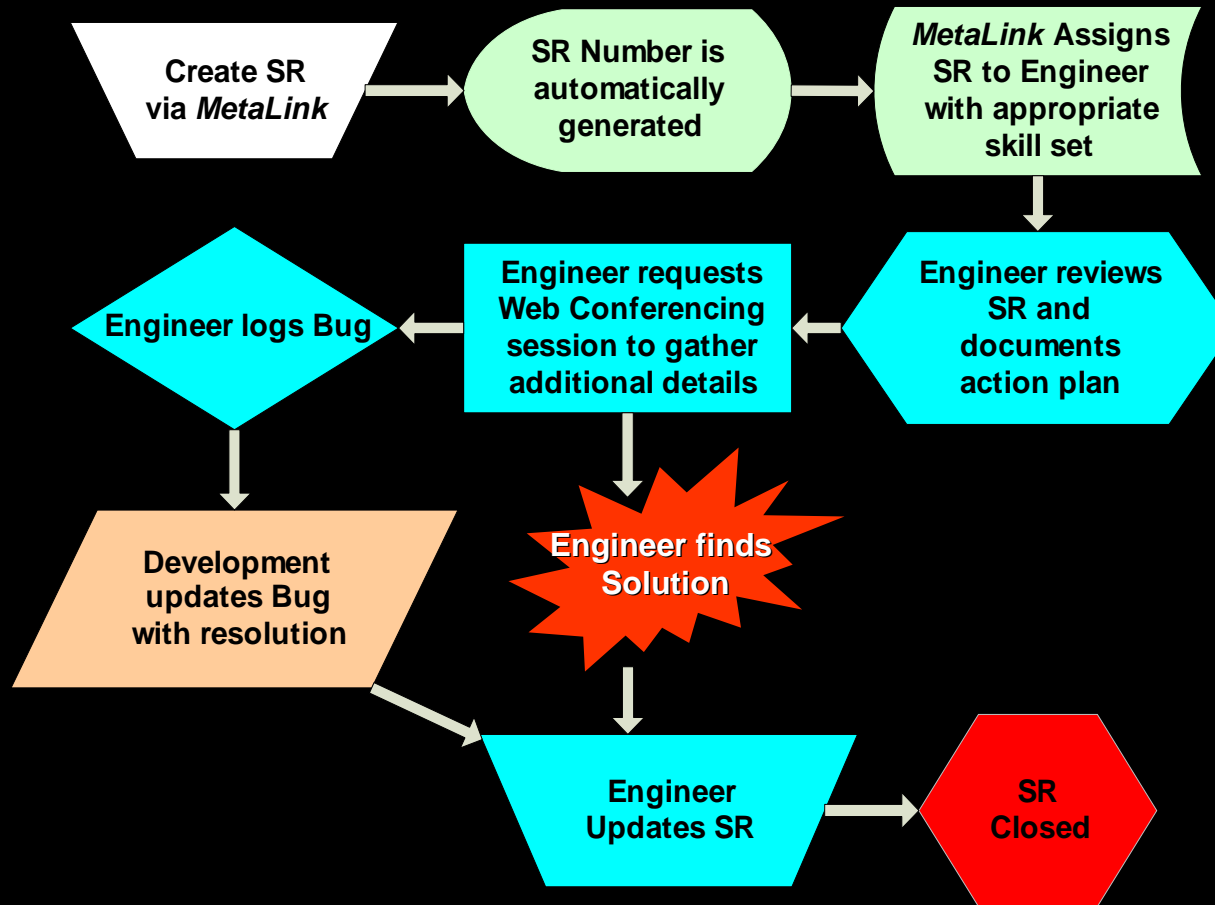 Create SR
via MetaLink
SR Number is
automatically
generated
MetaLink Assigns
SR to Engineer
with appropriate
skill set
Engineer reviews
SR and
documents
action plan
Engineer requests
Web Conferencing
session to gather
additional details
Engineer logs Bug
Development
updates Bug
with resolution
Engineer finds
Solution
Engineer
Updates SR
SR
Closed